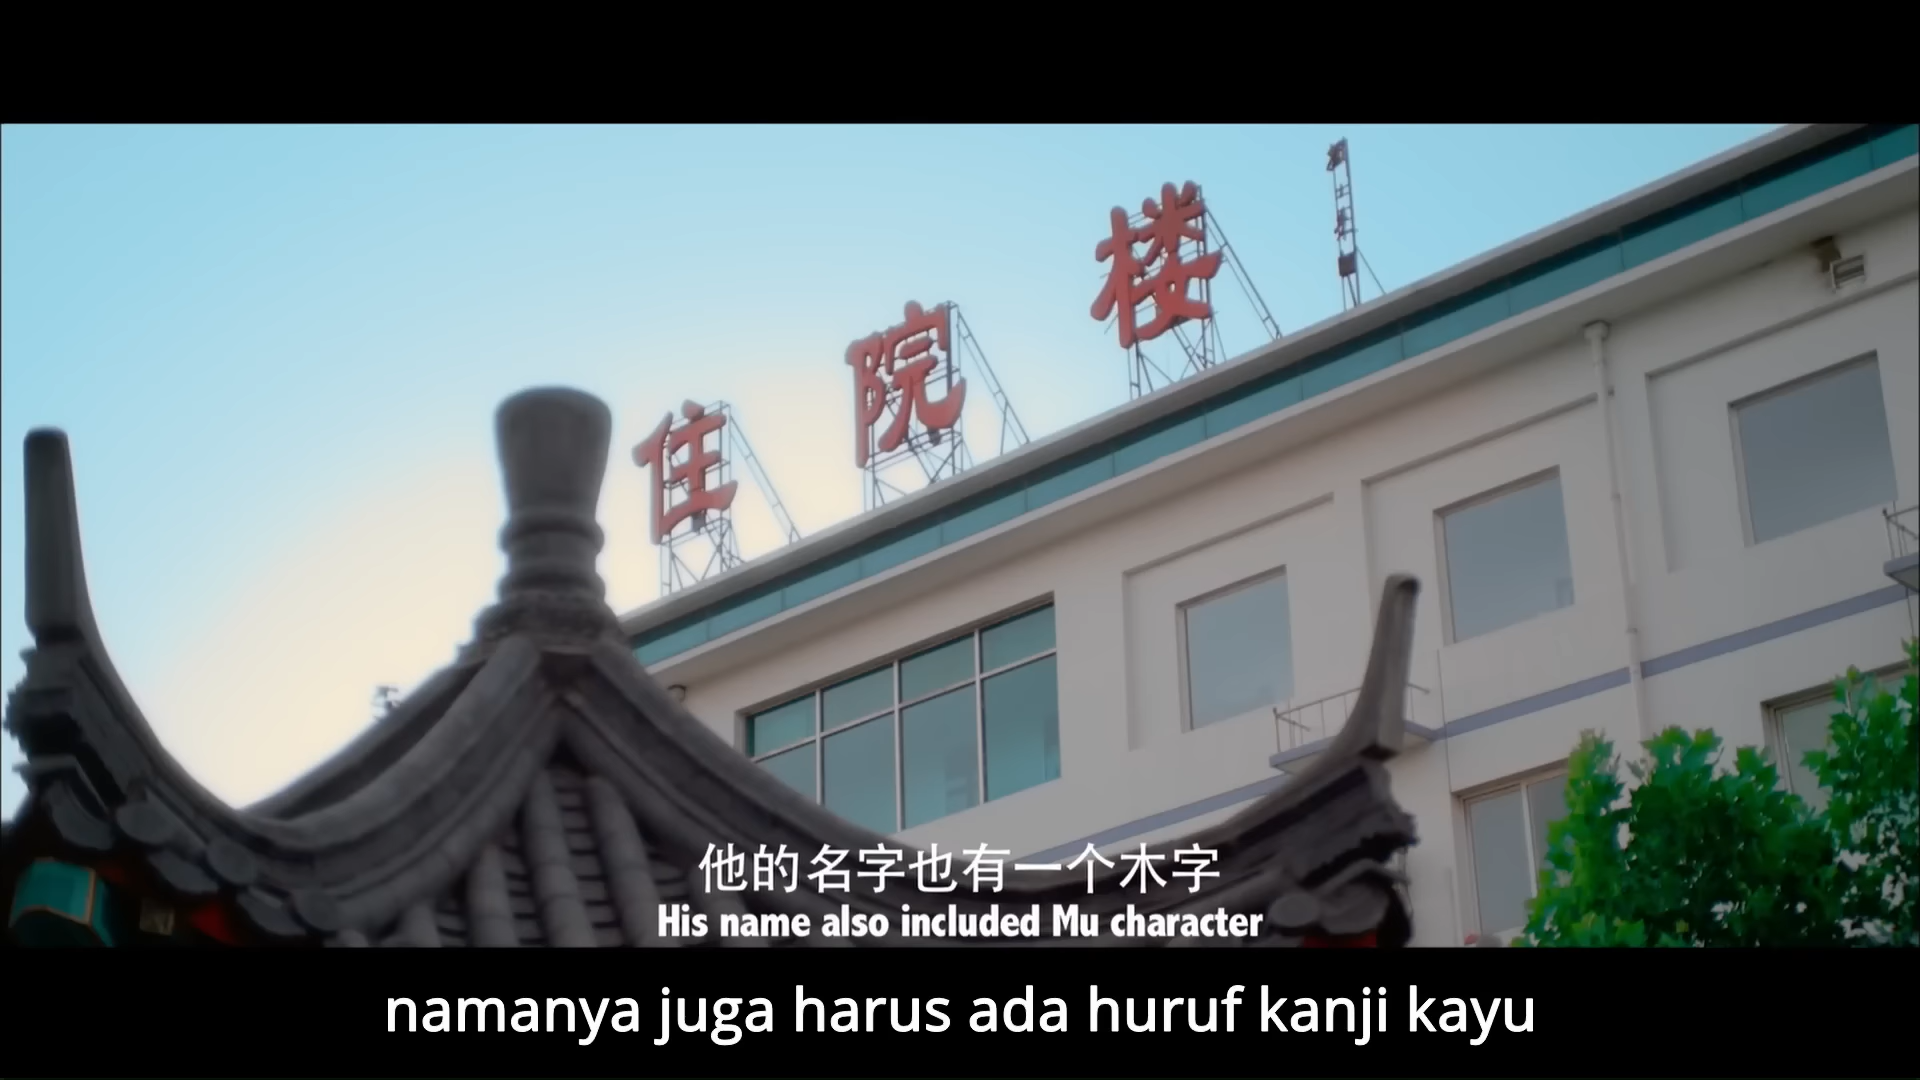 住院楼
他的名字也有一个木字
His name also included Mu character
namanya juga harus ada huruf kanji kayu